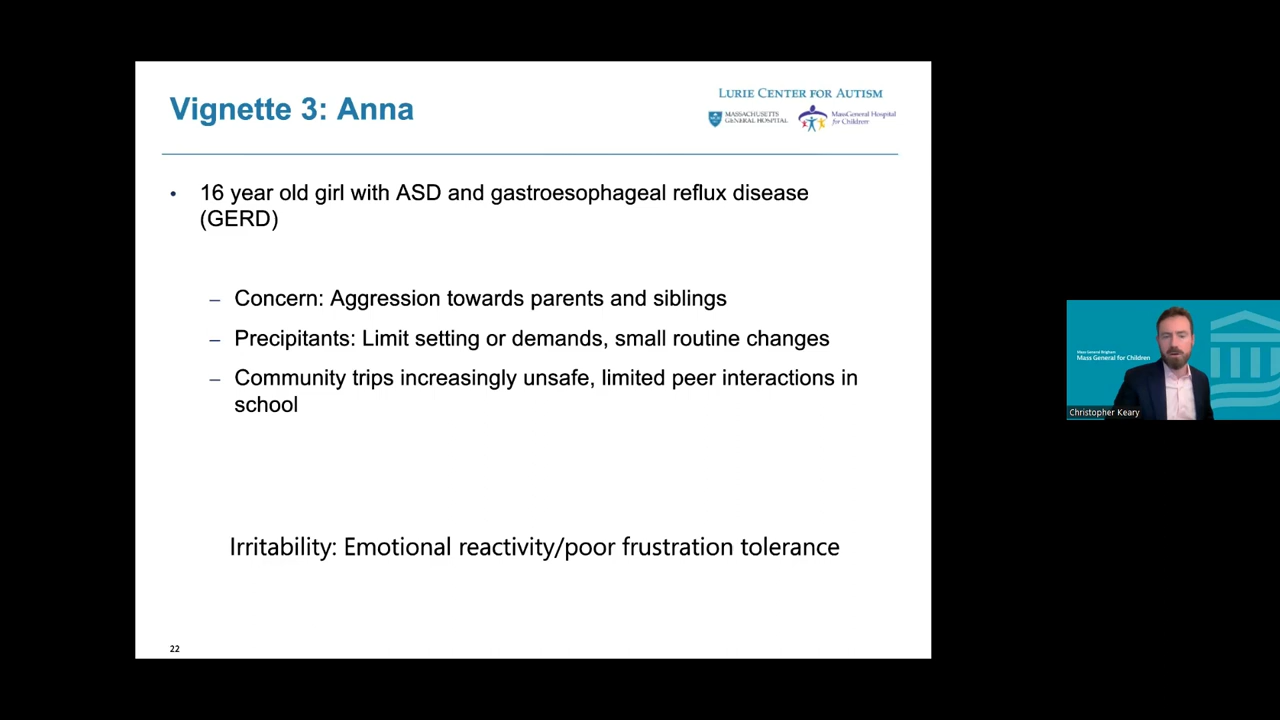 Vignette 3: Anna
LURIE CENTER FOR AUTISM
MASSACHUSETTS
GENERAL HOSPITAL
MassGeneral Hospital
for Children
• 16 year old girl with ASD and gastroesophageal reflux disease
(GERD)
– Concern: Aggression towards parents and siblings
– Precipitants: Limit setting or demands, small routine changes
– Community trips increasingly unsafe, limited peer interactions in
school
Irritability: Emotional reactivity/poor frustration tolerance
22
Mass General Brigham
Mass General for Children
Christopher Keary